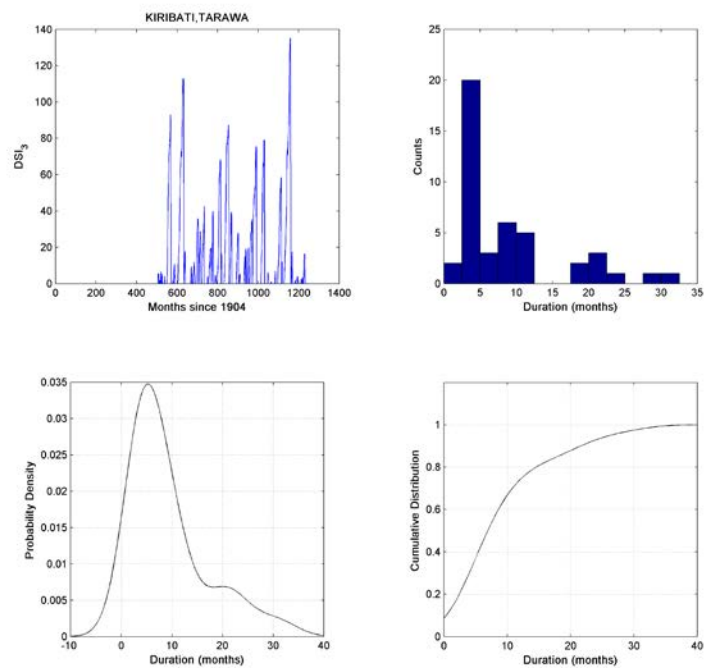 KIRIBATI,TARAWA
140
120
100
80
60
40
20
0
DSI3
0 200 400 600 800 1000 1200 1400
Months since 1904
25
20
15
10
5
0
Counts
0 5 10 15 20 25 30 35
Duration (months)
0.035
0.03
0.025
0.02
0.015
0.01
0.005
0
Probability Density
-10 0 10 20 30 40
Duration (months)
1
0.8
0.6
0.4
0.2
0
Cumulative Distribution
0 10 20 30 40
Duration (months)